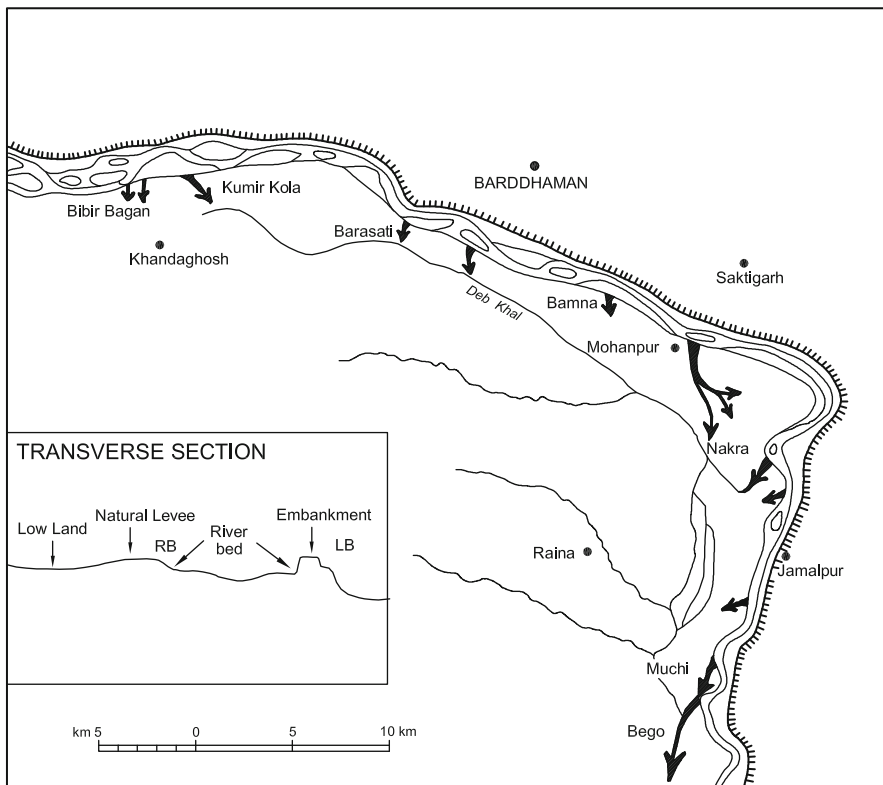 BARDDHAMAN
Kumir Kola
Bibir Bagan
Barasati
Khandaghosh
Saktigarh
Deb Khal
Bamna
Mohanpur
Nakra
TRANSVERSE SECTION
Natural Levee
Embankment
Low Land
RB
River
bed
LB
Raina
Jamalpur
Muchi
Bego
km 5 0 5 10 km